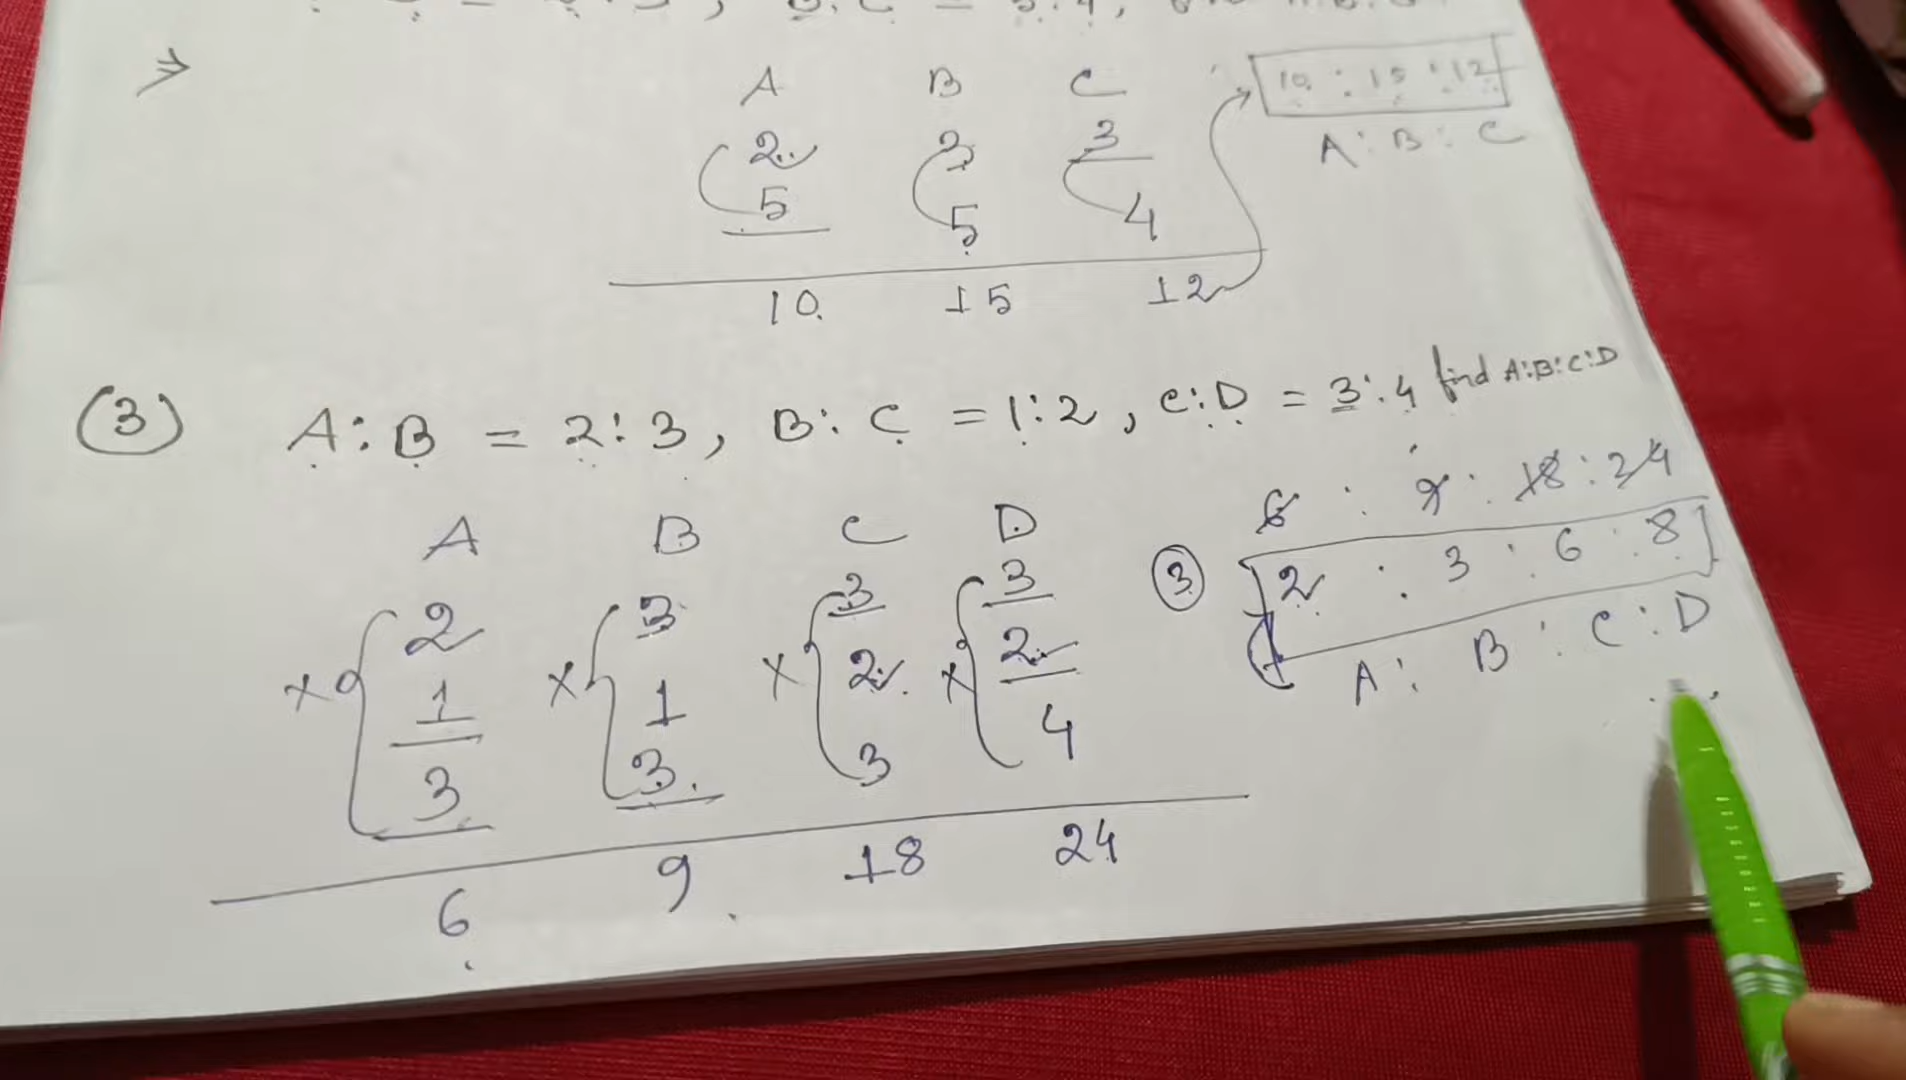 ⇒ A B C 10 : 15 : 12
2 3 3 A : B : C
5 5 4
10 15 12
(3) A : B = 2 : 3 , B : C = 1 : 2 , C : D = 3 : 4 find A:B:C:D
6 : 9 : 18 : 24
A B C D
③ 2 : 3 : 6 : 8
A : B : C : D
× 2 × 3 × 3 × 3
1 1 2 2
3 3 3 4
6 9 18 24